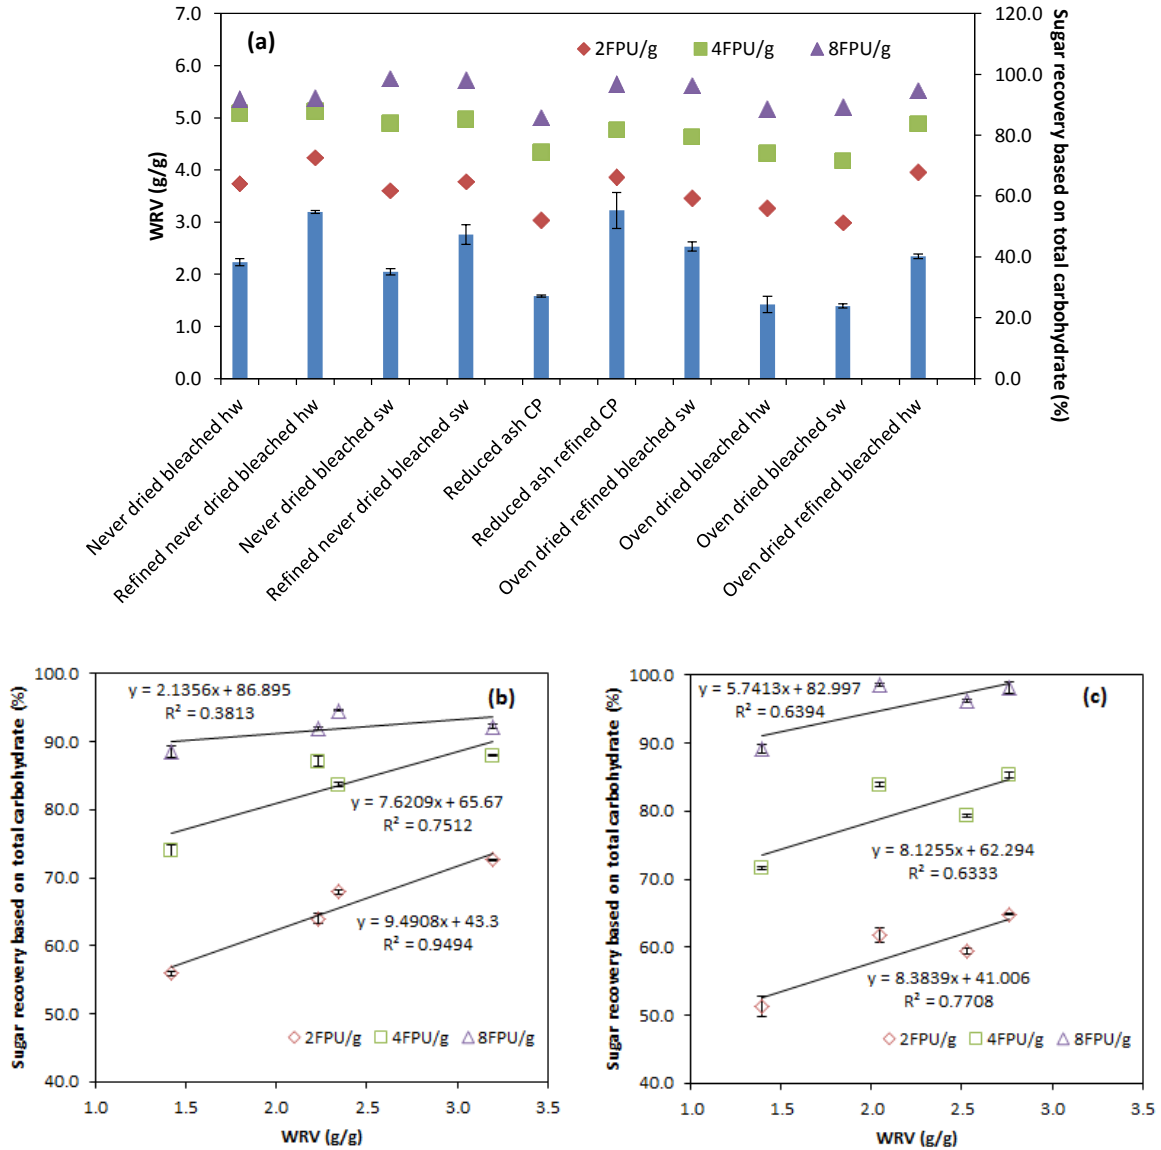 (a)
2FPU/g 4FPU/g 8FPU/g
WRV (g/g)
7.0
6.0
5.0
4.0
3.0
2.0
1.0
0.0
Sugar recovery based on total carbohydrate (%)
120.0
100.0
80.0
60.0
40.0
20.0
0.0
Never dried bleached hw
Refined never dried bleached hw
Never dried bleached sw
Refined never dried bleached sw
Reduced ash CP
Reduced ash refined CP
Oven dried refined bleached sw
Oven dried bleached hw
Oven dried bleached sw
Oven dried refined bleached hw
(b)
Sugar recovery based on total carbohydrate (%)
100.0
90.0
80.0
70.0
60.0
50.0
40.0
y = 2.1356x + 86.895
R² = 0.3813
y = 7.6209x + 65.67
R² = 0.7512
y = 9.4908x + 43.3
R² = 0.9494
2FPU/g 4FPU/g 8FPU/g
1.0 1.5 2.0 2.5 3.0 3.5
WRV (g/g)
(c)
Sugar recovery based on total carbohydrate (%)
100.0
90.0
80.0
70.0
60.0
50.0
40.0
y = 5.7413x + 82.997
R² = 0.6394
y = 8.1255x + 62.294
R² = 0.6333
y = 8.3839x + 41.006
R² = 0.7708
2FPU/g 4FPU/g 8FPU/g
1.0 1.5 2.0 2.5 3.0 3.5
WRV (g/g)